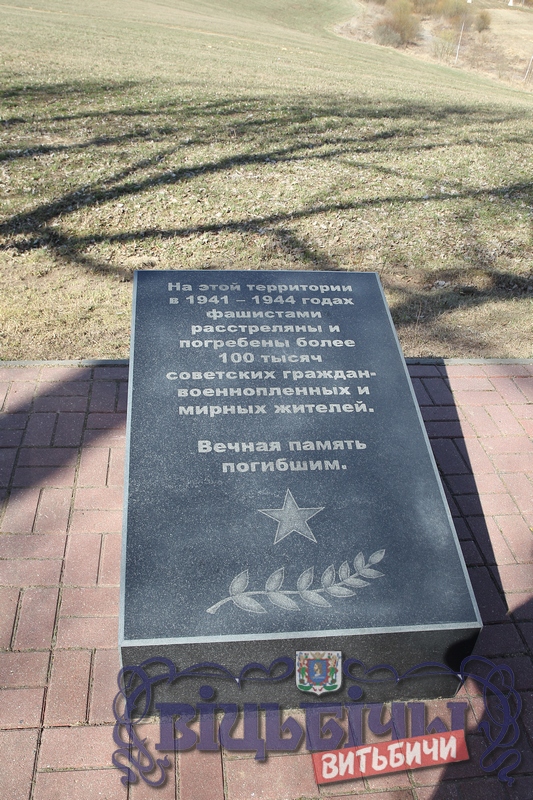 На этой территории
в 1941 – 1944 годах
фашистами
расстреляны и
погребены более
100 тысяч
советских граждан-
военнопленных и
мирных жителей.
Вечная память
погибшим.
Віцьбічы
ВИТЬБИЧИ